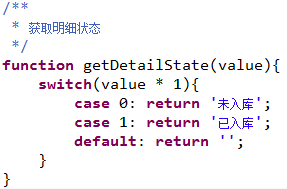 /**
 * 获取明细状态
 */
function getDetailState(value){
    switch(value * 1){
        case 0: return '未入库';
        case 1: return '已入库';
        default: return '';
    }
}